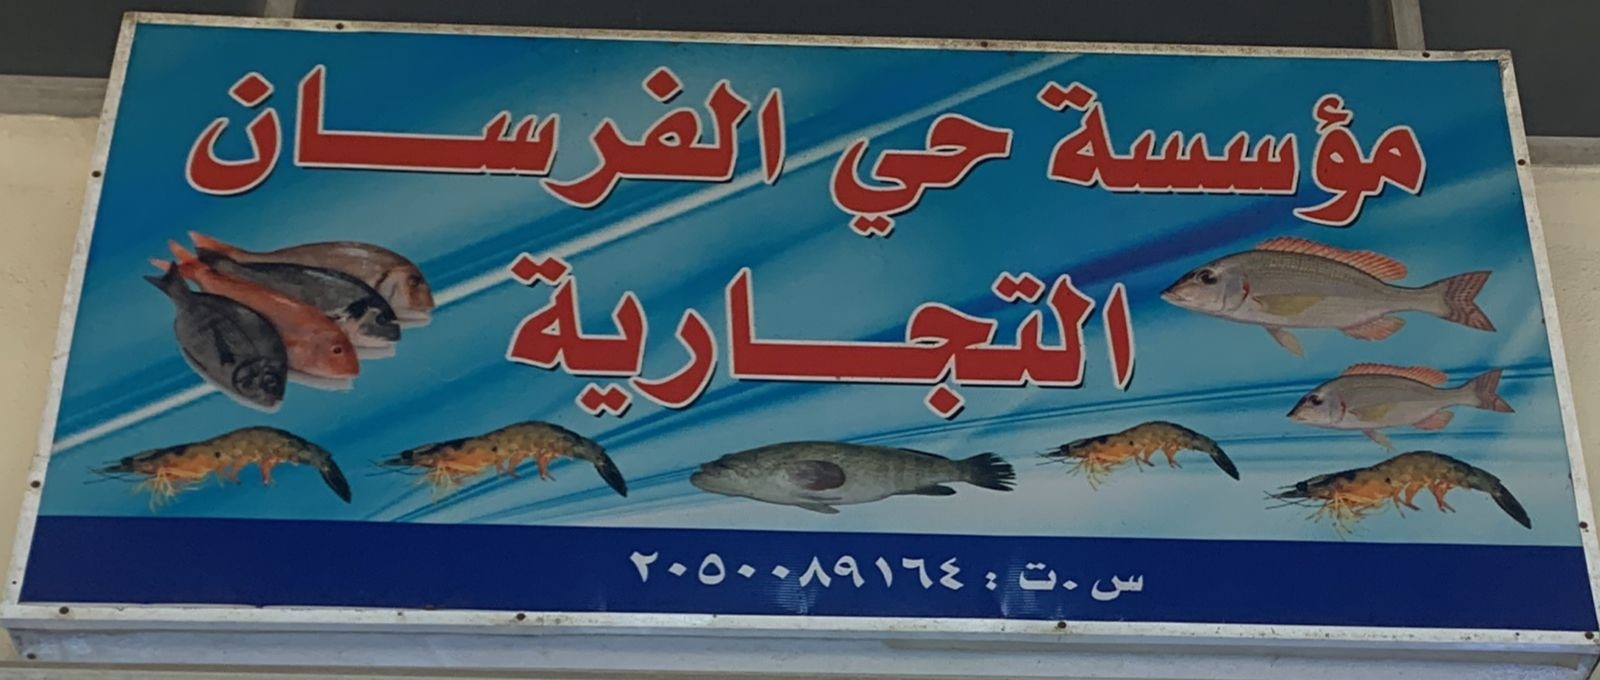 مؤسسة حي الفرسان
التجارية
س.ت : ٢٠٥٠٠٨٩١٦٤